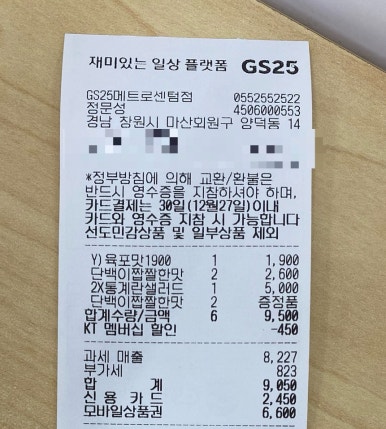 재미있는 일상 플랫폼 GS25
GS25메트로센텀점 0552552522
정문성 4506000553
경남 창원시 마산회원구 양덕동 14
*정부방침에 의해 교환/환불은
반드시 영수증을 지참하셔야 하며,
카드결제는 30일(12월27일)이내
카드와 영수증 지참 시 가능합니다
선도민감상품 및 일부상품 제외
Y)육포맛1900 1 1,900
단백이짭짤한맛 2 2,600
2X통계란샐러드 1 5,000
단백이짭짤한맛 2 증정품
합계수량/금액 6 9,500
KT 멤버십 할인 -450
과세 매출 8,227
부가세 823
합 계 9,050
신 용 카 드 2,450
모바일상품권 6,600